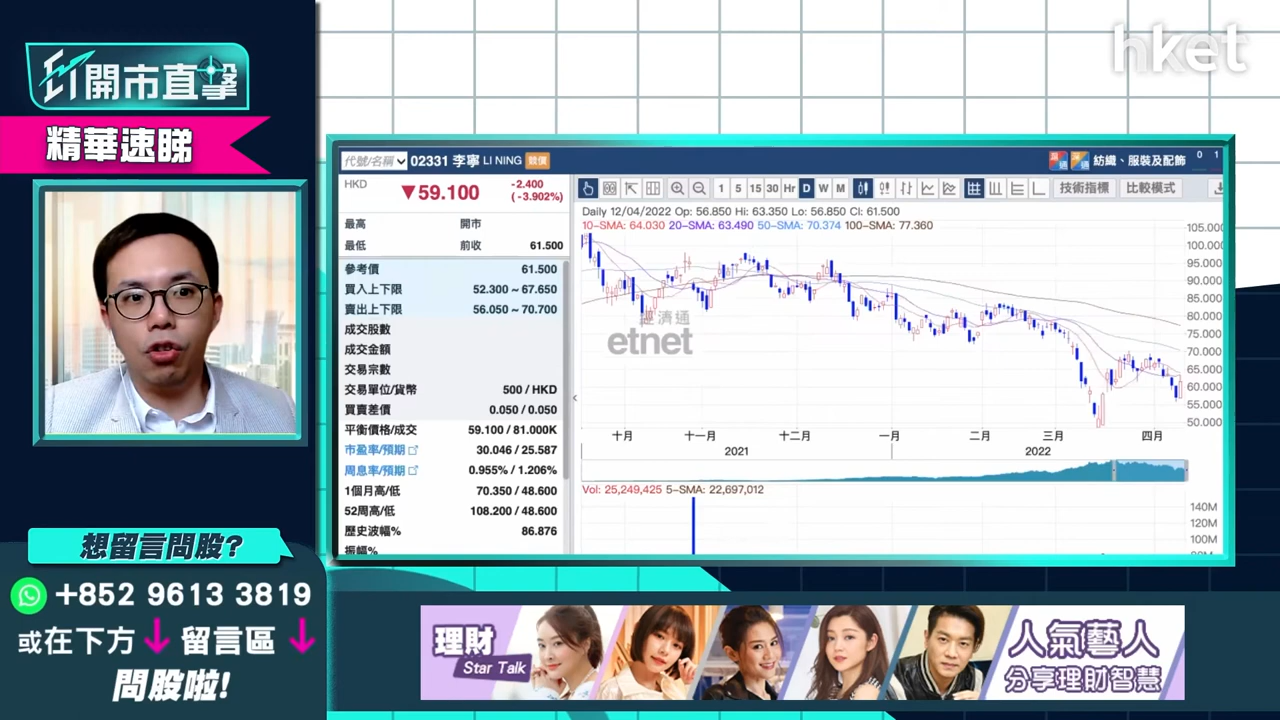 hket
ET開市直擊
精華速睇
代號/名稱 02331 李寧 LI NING 競價
紡織、服裝及配飾 0 1
HKD ▼59.100 -2.400
(-3.902%)
最高 開市
最低 前收 61.500
參考價 61.500
買入上下限 52.300 ~ 67.650
賣出上下限 56.050 ~ 70.700
成交股數
成交金額
交易宗數
交易單位/貨幣 500 / HKD
買賣差價 0.050 / 0.050
平衡價格/成交 59.100 / 81.000K
市盈率/預期 30.046 / 25.587
周息率/預期 0.955% / 1.206%
1個月高/低 70.350 / 48.600
52周高/低 108.200 / 48.600
歷史波幅% 86.876
振幅%
1 5 15 30 Hr D W M 技術指標 比較模式
Daily 12/04/2022 Op: 56.850 Hi: 63.350 Lo: 56.850 Cl: 61.500
10-SMA: 64.030 20-SMA: 63.490 50-SMA: 70.374 100-SMA: 77.360
105.000
100.000
95.000
90.000
85.000
80.000
75.000
70.000
65.000
60.000
55.000
50.000
經濟通
etnet
十月 十一月 十二月 一月 二月 三月 四月
2021 2022
Vol: 25,249,425 5-SMA: 22,697,012
140M
120M
100M
想留言問股?
+852 9613 3819
或在下方 留言區
問股啦!
理財
Star Talk
人氣藝人
分享理財智慧